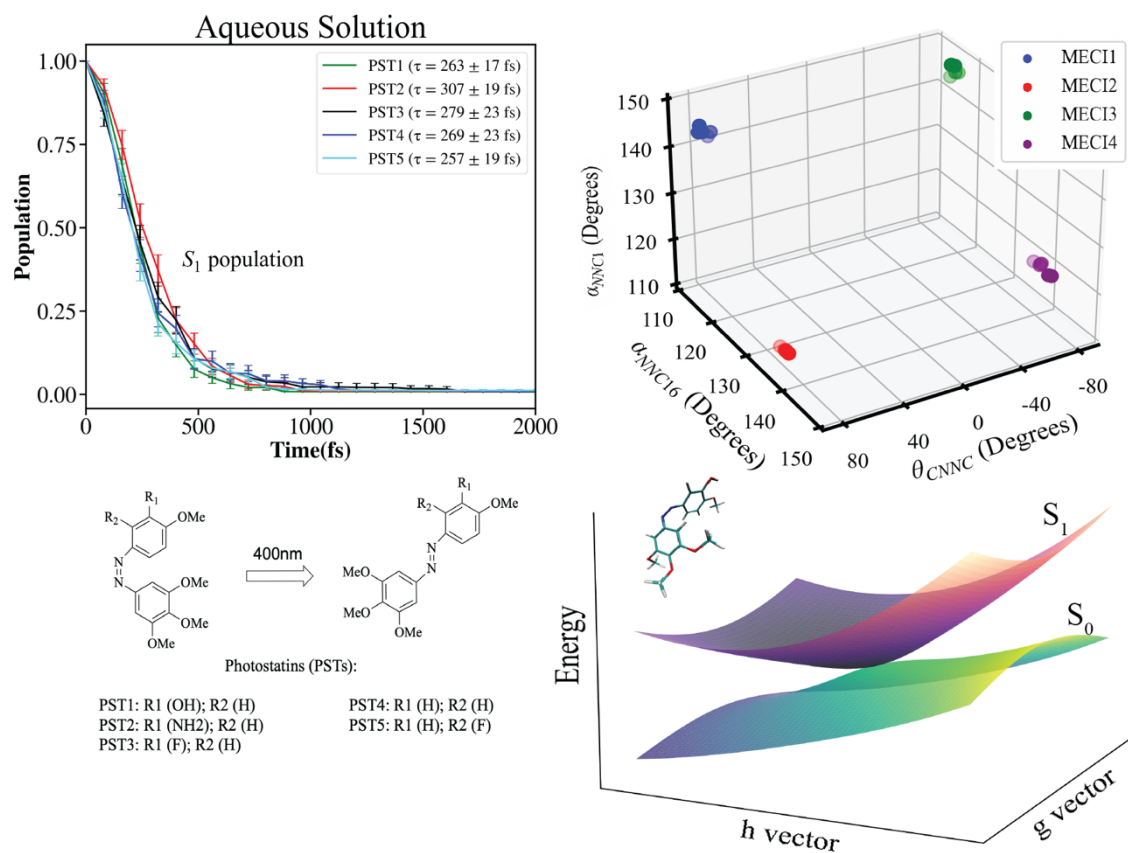 Aqueous Solution
PST1 (τ = 263 ± 17 fs)
PST2 (τ = 307 ± 19 fs)
PST3 (τ = 279 ± 23 fs)
PST4 (τ = 269 ± 23 fs)
PST5 (τ = 257 ± 19 fs)
Population
1.00
0.75
0.50
0.25
0.00
S₁ population
0
500
1000
1500
2000
Time(fs)
MECI1
MECI2
MECI3
MECI4
α_NNC1 (Degrees)
150
140
130
120
110
110
120
130
140
150
α_NNC16 (Degrees)
80
40
0
-40
-80
θ_CNNC (Degrees)
R₁
R₂
OMe
N
N
OMe
OMe
OMe
400nm
R₁
R₂
OMe
N
N
MeO
MeO
OMe
Photostatins (PSTs):
PST1: R1 (OH); R2 (H)
PST2: R1 (NH2); R2 (H)
PST3: R1 (F); R2 (H)
PST4: R1 (H); R2 (H)
PST5: R1 (H); R2 (F)
S₁
S₀
Energy
h vector
g vector